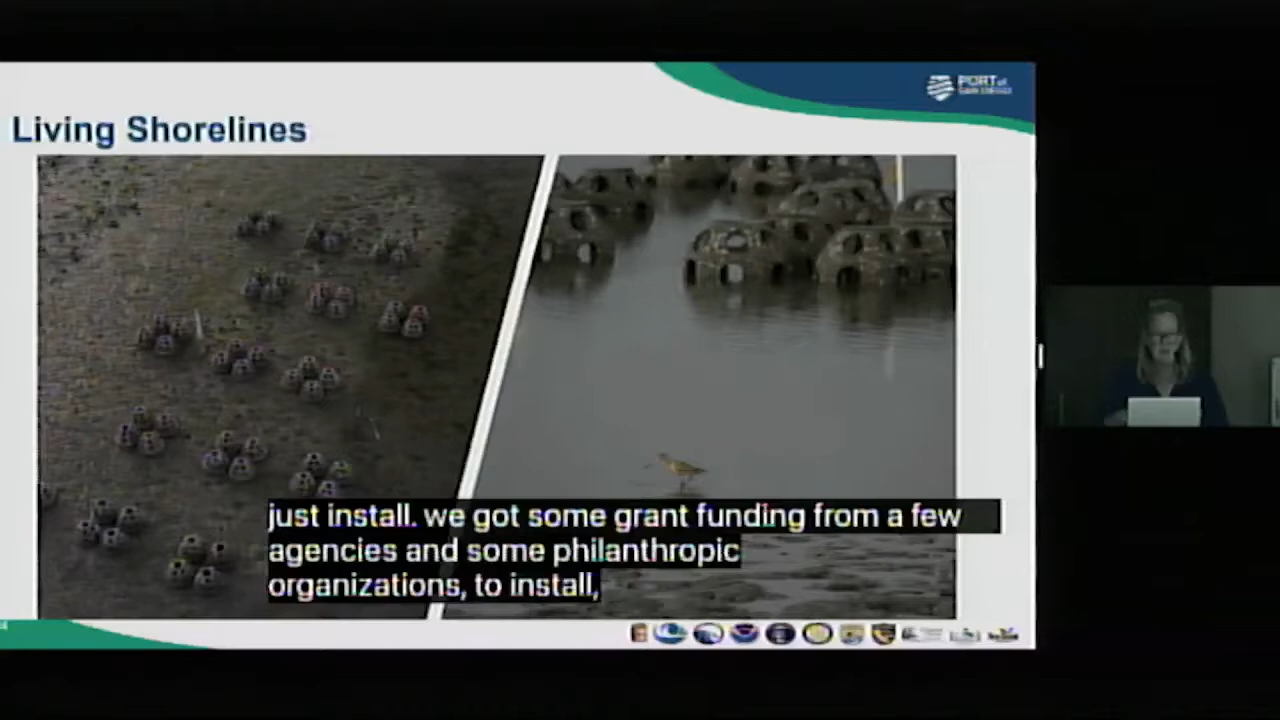 PORT of
SAN DIEGO
Living Shorelines
just install. we got some grant funding from a few
agencies and some philanthropic
organizations, to install,